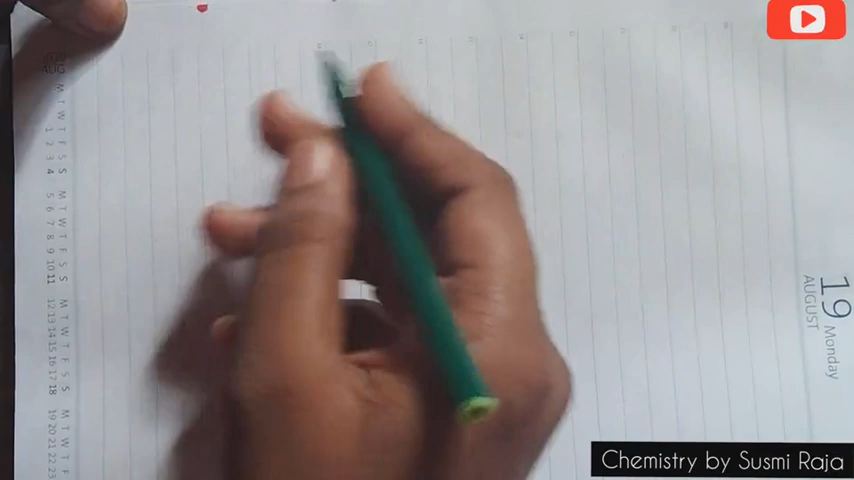 19
Monday
AUGUST
AUG
M T W T F S S M T W T F S S M T W T F S S M T W T F
1 2 3 4 5 6 7 8 9 10 11 12 13 14 15 16 17 18 19 20 21 22 23
Chemistry by Susmi Raja